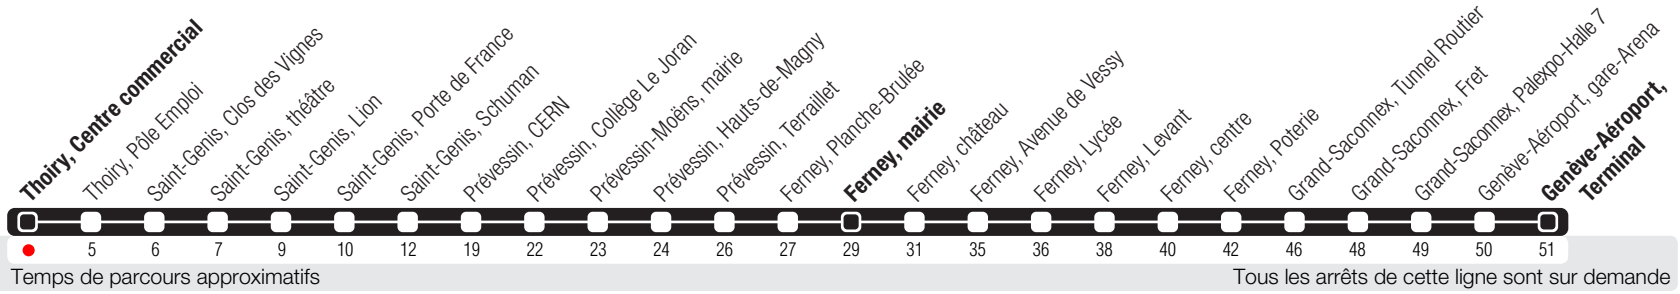 Thoiry, Centre commercial
Thoiry, Pôle Emploi
Saint-Genis, Clos des Vignes
Saint-Genis, théâtre
Saint-Genis, Lion
Saint-Genis, Porte de France
Saint-Genis, Schuman
Prévessin, CERN
Prévessin, Collège Le Joran
Prévessin-Moëns, mairie
Prévessin, Hauts-de-Magny
Prévessin, Terraillet
Ferney, Planche-Brulée
Ferney, mairie
Ferney, château
Ferney, Avenue de Vessy
Ferney, Lycée
Ferney, Levant
Ferney, centre
Ferney, Poterie
Grand-Saconnex, Tunnel Routier
Grand-Saconnex, Fret
Grand-Saconnex, Palexpo-Halle 7
Genève-Aéroport, gare-Arena
Genève-Aéroport,
Terminal
5 6 7 9 10 12 19 22 23 24 26 27 29 31 35 36 38 40 42 46 48 49 50 51
Temps de parcours approximatifs
Tous les arrêts de cette ligne sont sur demande